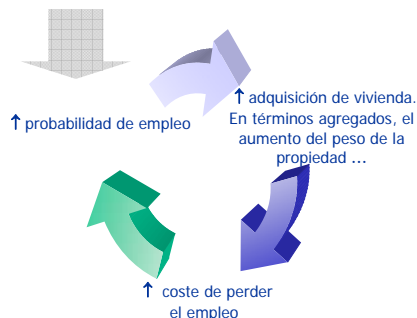 ↑ adquisición de vivienda.
En términos agregados, el
aumento del peso de la
propiedad ...
↑ probabilidad de empleo
↑ coste de perder
el empleo